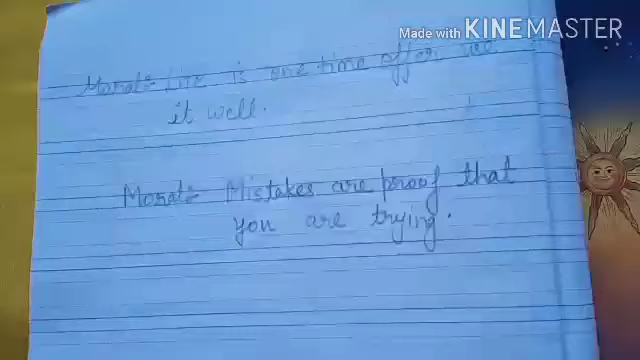 Made with KINEMASTER
Moral:- Life is one time offer use
it well.
Moral:- Mistakes are proof that
you are trying.